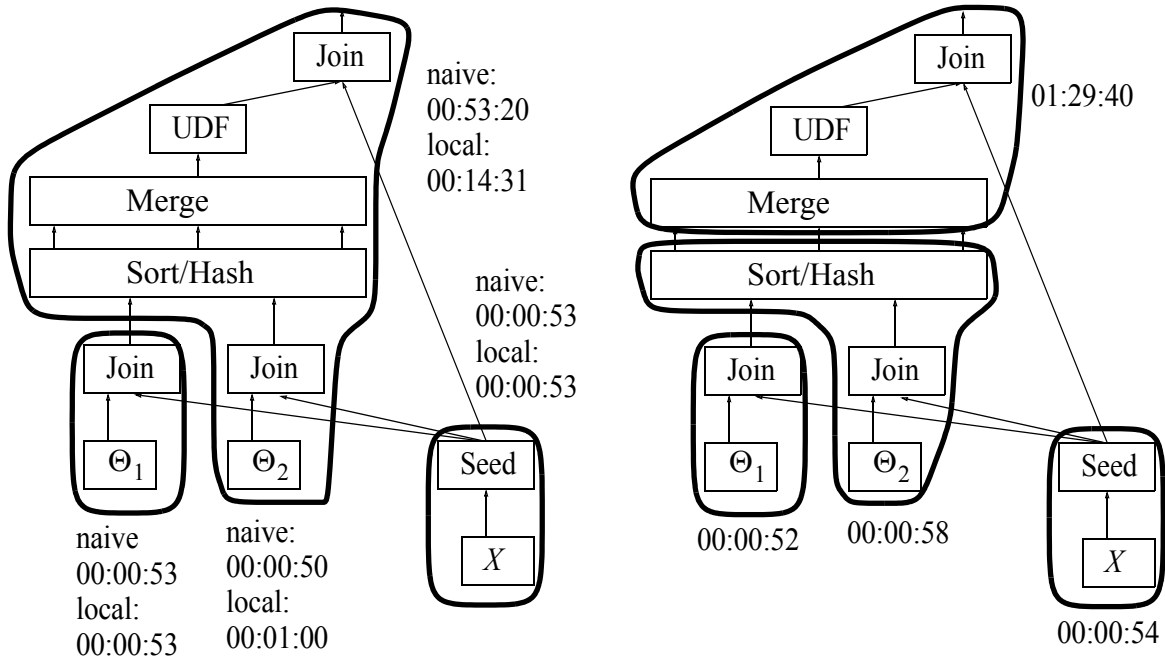 Join
naive:
00:53:20
local:
00:14:31
UDF
Merge
Sort/Hash
naive:
00:00:53
local:
00:00:53
Join
Join
Θ1
Θ2
Seed
X
naive
00:00:53
local:
00:00:53
naive:
00:00:50
local:
00:01:00
Join
01:29:40
UDF
Merge
Sort/Hash
Join
Join
Θ1
Θ2
Seed
X
00:00:52
00:00:58
00:00:54